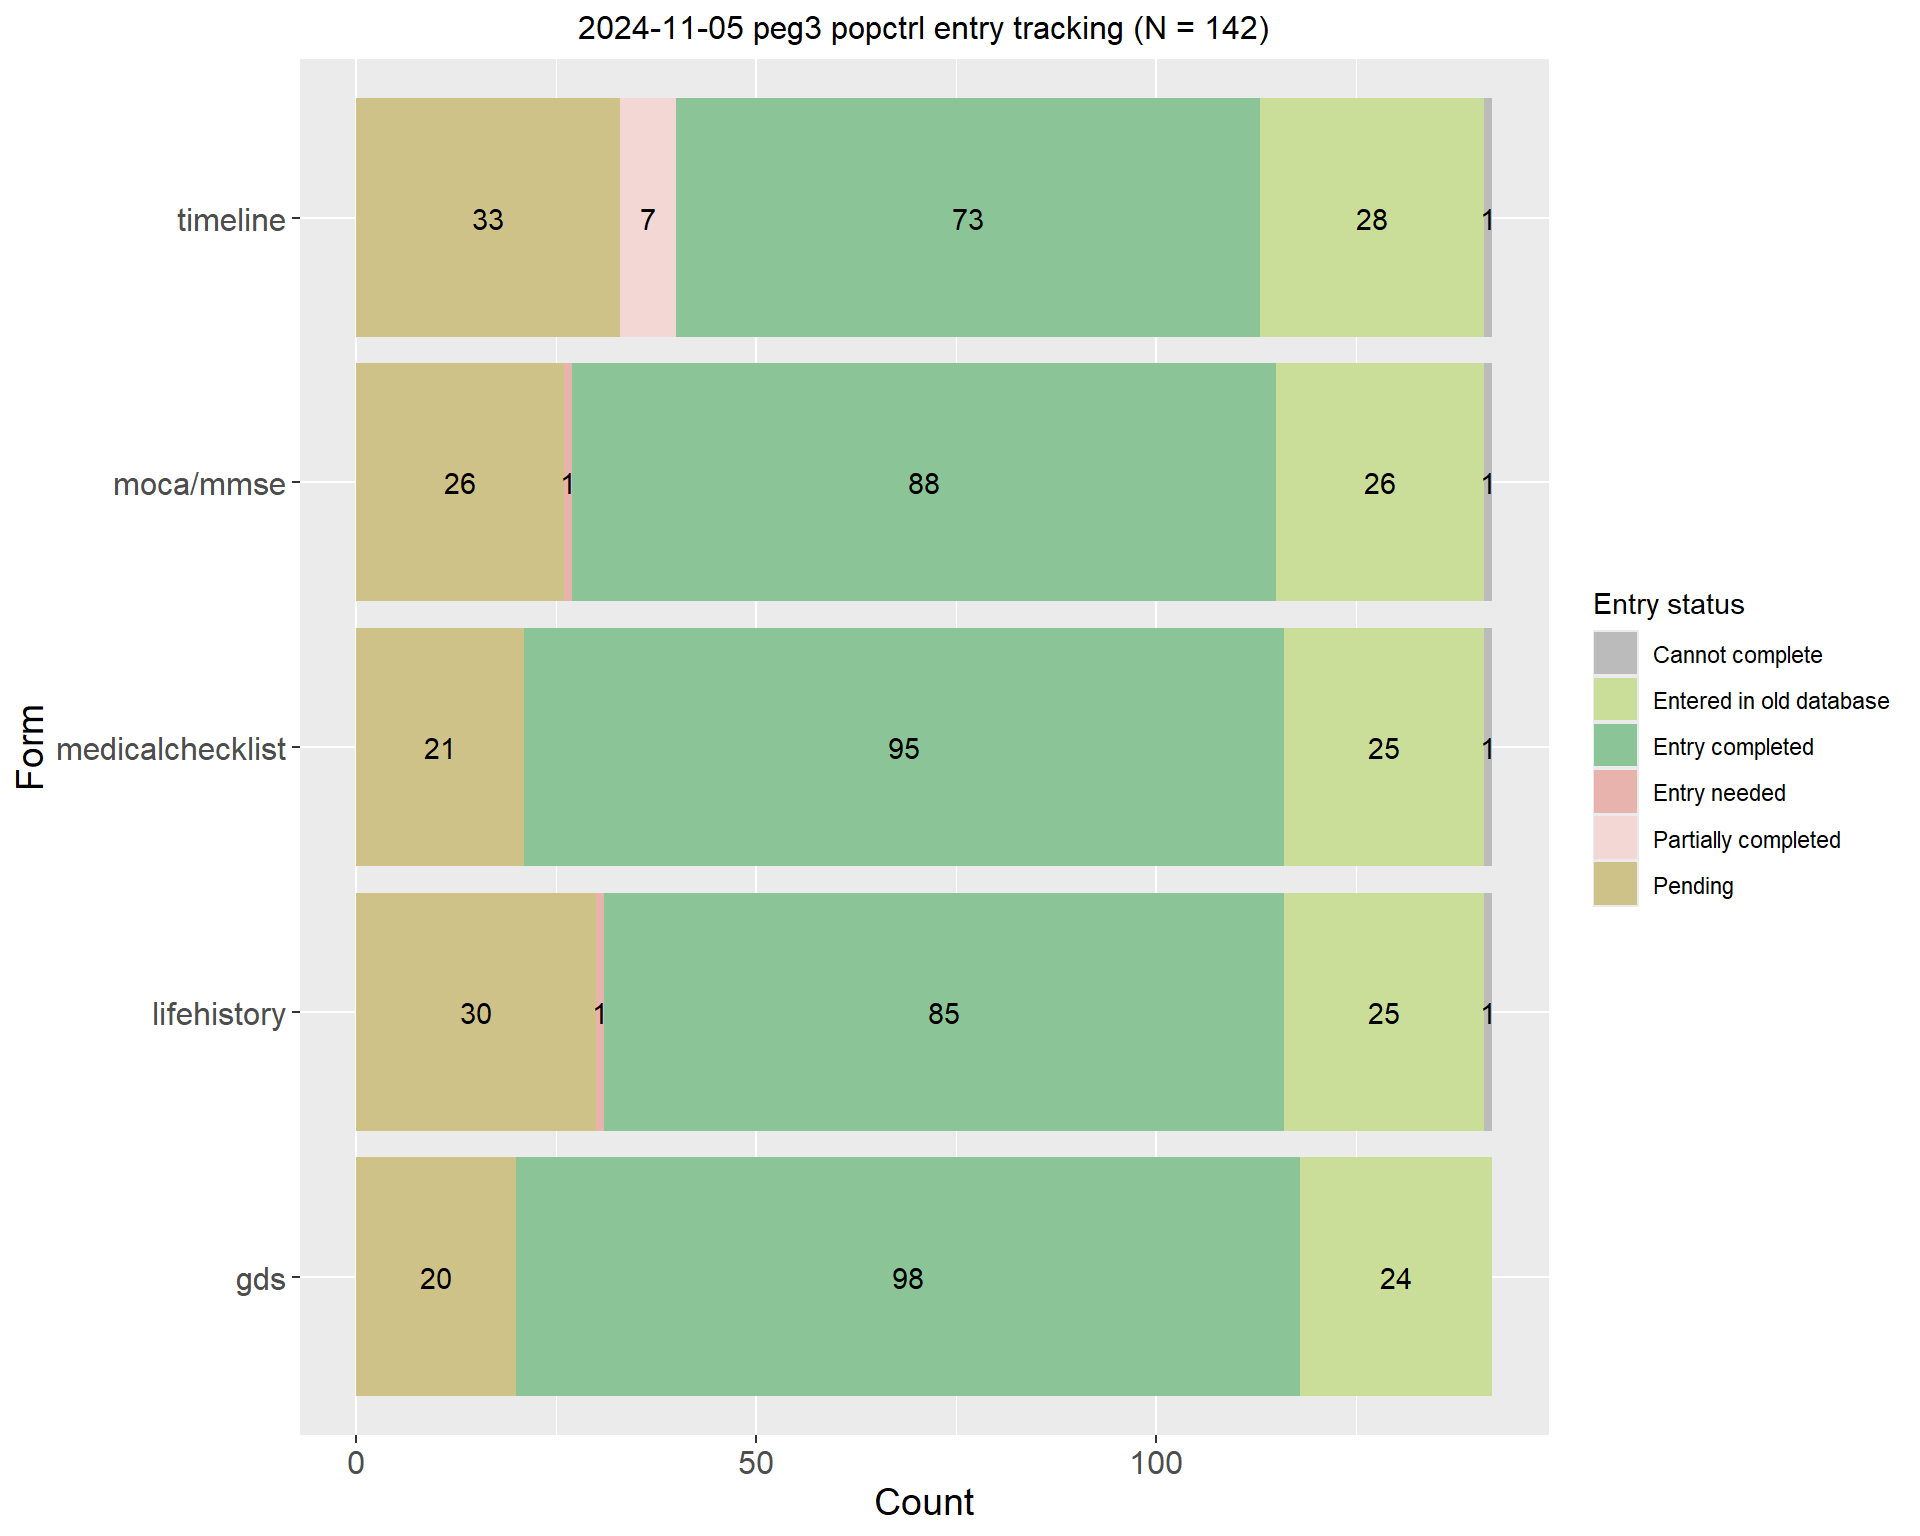 2024-11-05 peg3 popctrl entry tracking (N = 142)
timeline
33
7
73
28
1
moca/mmse
26
1
88
26
1
medicalchecklist
21
95
25
1
lifehistory
30
1
85
25
1
gds
20
98
24
0
50
100
Count
Form
Entry status
Cannot complete
Entered in old database
Entry completed
Entry needed
Partially completed
Pending